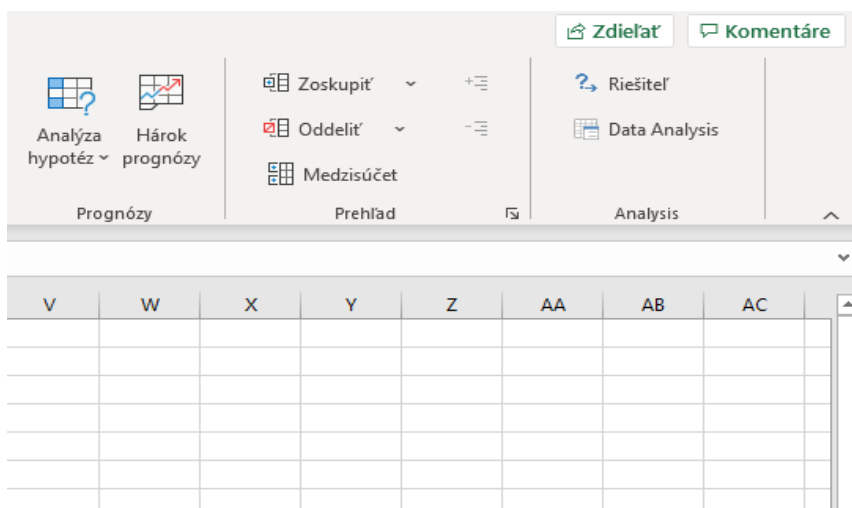 Zdieľať Komentáre
Analýza hypotéz
Hárok prognózy
Prognózy
Zoskupiť
Oddeliť
Medzisúčet
Prehľad
Riešiteľ
Data Analysis
Analysis
V W X Y Z AA AB AC